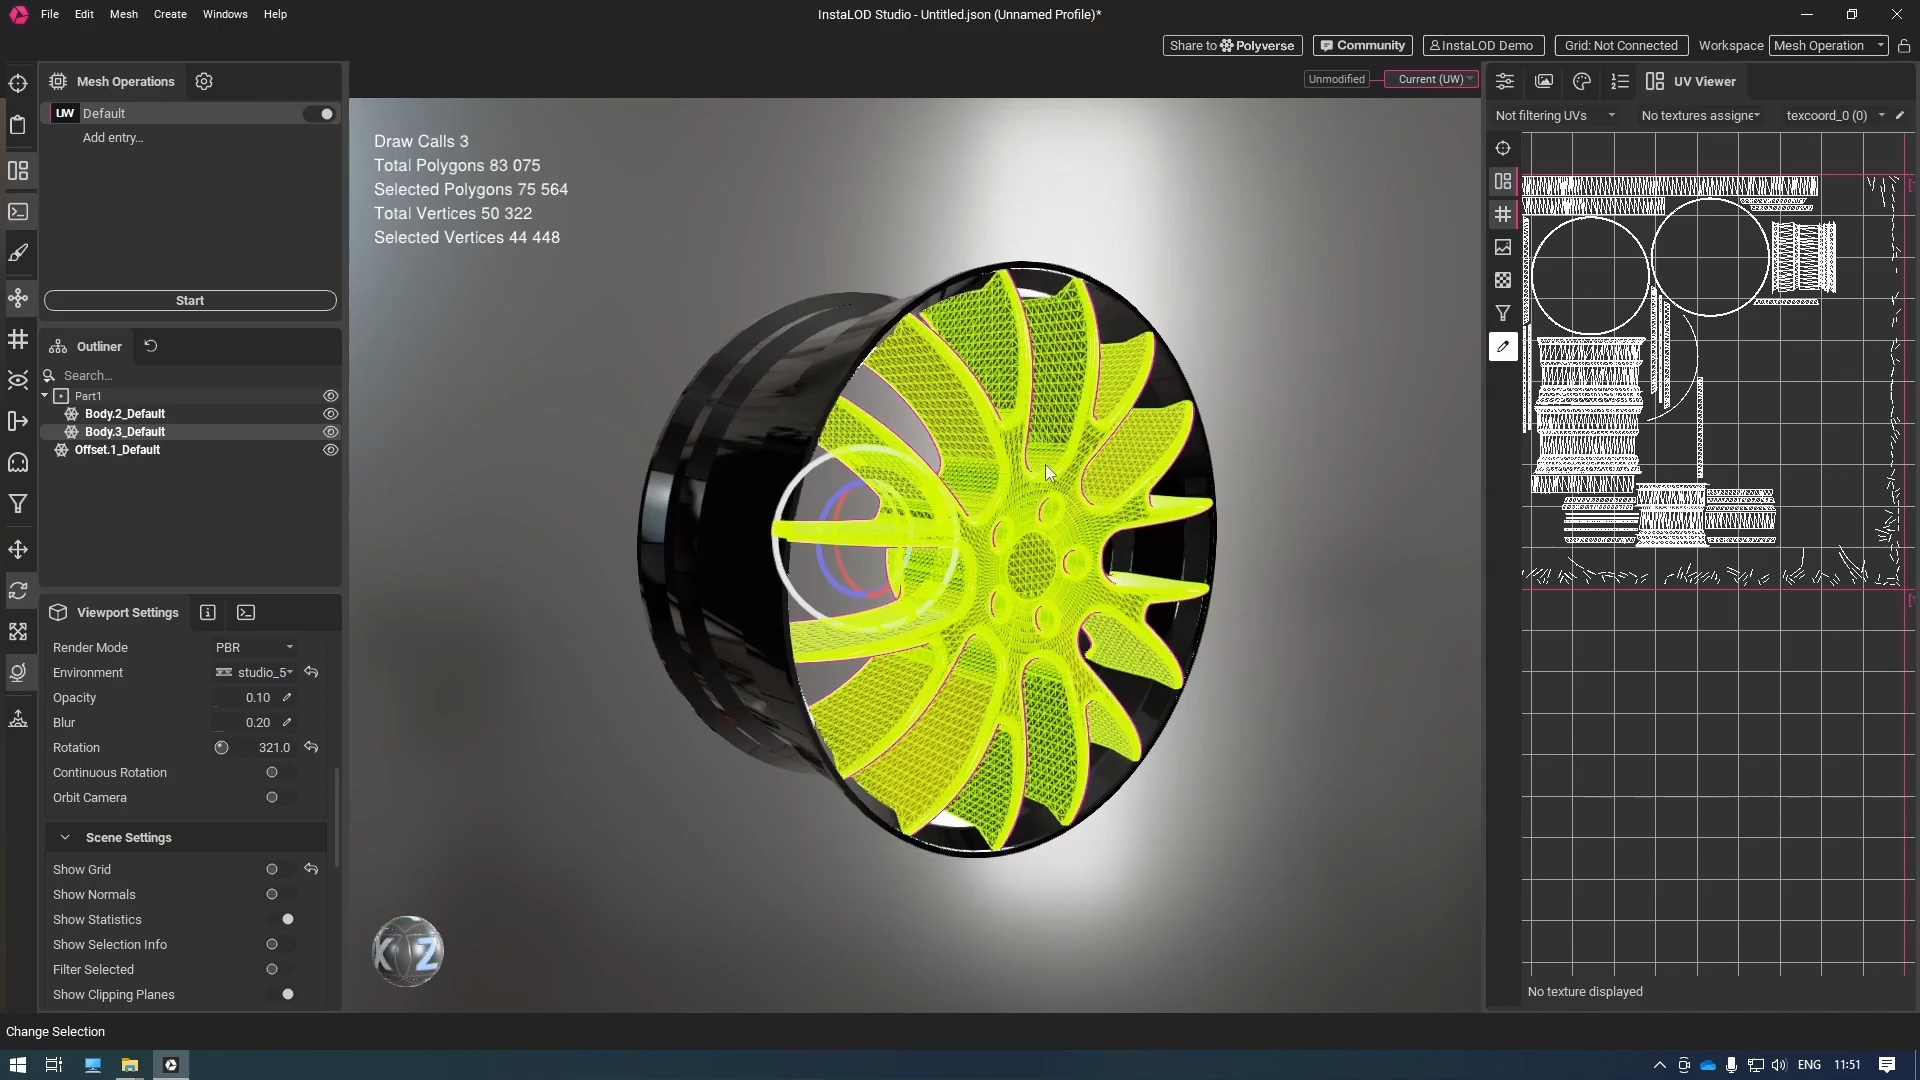 File Edit Mesh Create Windows Help
InstaLOD Studio - Untitled.json (Unnamed Profile)*
Share to Polyverse
Community
InstaLOD Demo
Grid: Not Connected
Workspace
Mesh Operation
Mesh Operations
UW Default
Add entry...
Start
Unmodified
Current (UW)
UV Viewer
Not filtering UVs
No textures assigne
texcoord_0 (0)
Draw Calls 3
Total Polygons 83 075
Selected Polygons 75 564
Total Vertices 50 322
Selected Vertices 44 448
Outliner
Search...
Part1
Body.2_Default
Body.3_Default
Offset.1_Default
Viewport Settings
Render Mode PBR
Environment studio_5
Opacity 0.10
Blur 0.20
Rotation 321.0
Continuous Rotation
Orbit Camera
Scene Settings
Show Grid
Show Normals
Show Statistics
Show Selection Info
Filter Selected
Show Clipping Planes
X Z
No texture displayed
Change Selection
ENG 11:51